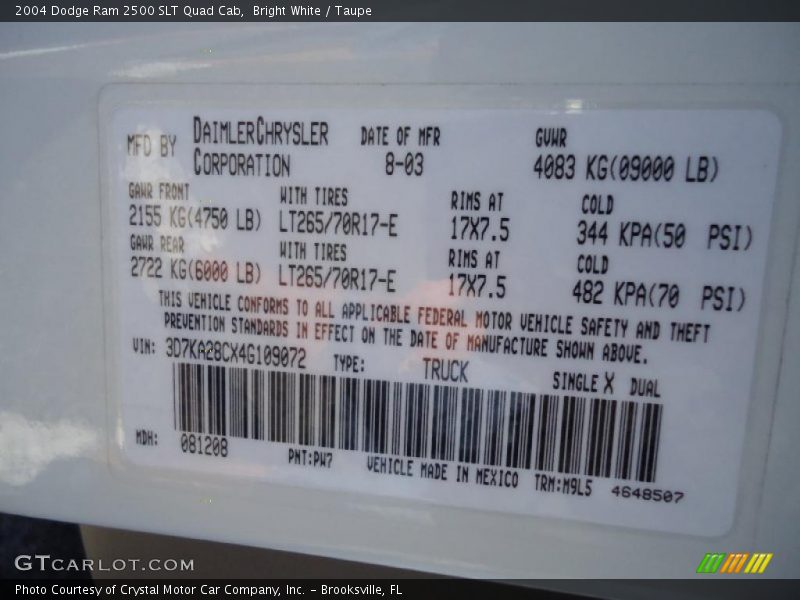 2004 Dodge Ram 2500 SLT Quad Cab,  Bright White / Taupe
MFD BY DAIMLERCHRYSLER CORPORATION DATE OF MFR 8-03 GVWR 4083 KG(09000 LB)
GAWR FRONT WITH TIRES RIMS AT COLD
2155 KG(4750 LB) LT265/70R17-E 17X7.5 344 KPA(50 PSI)
GAWR REAR WITH TIRES RIMS AT COLD
2722 KG(6000 LB) LT265/70R17-E 17X7.5 482 KPA(70 PSI)
THIS VEHICLE CONFORMS TO ALL APPLICABLE FEDERAL MOTOR VEHICLE SAFETY AND THEFT
PREVENTION STANDARDS IN EFFECT ON THE DATE OF MANUFACTURE SHOWN ABOVE.
VIN: 3D7KA28CX4G109072 TYPE: TRUCK SINGLE X DUAL
MDH: 081208 PNT:PW7 VEHICLE MADE IN MEXICO TRM:M9L5 4648507
GTCARLOT.COM
Photo Courtesy of Crystal Motor Car Company, Inc. – Brooksville, FL